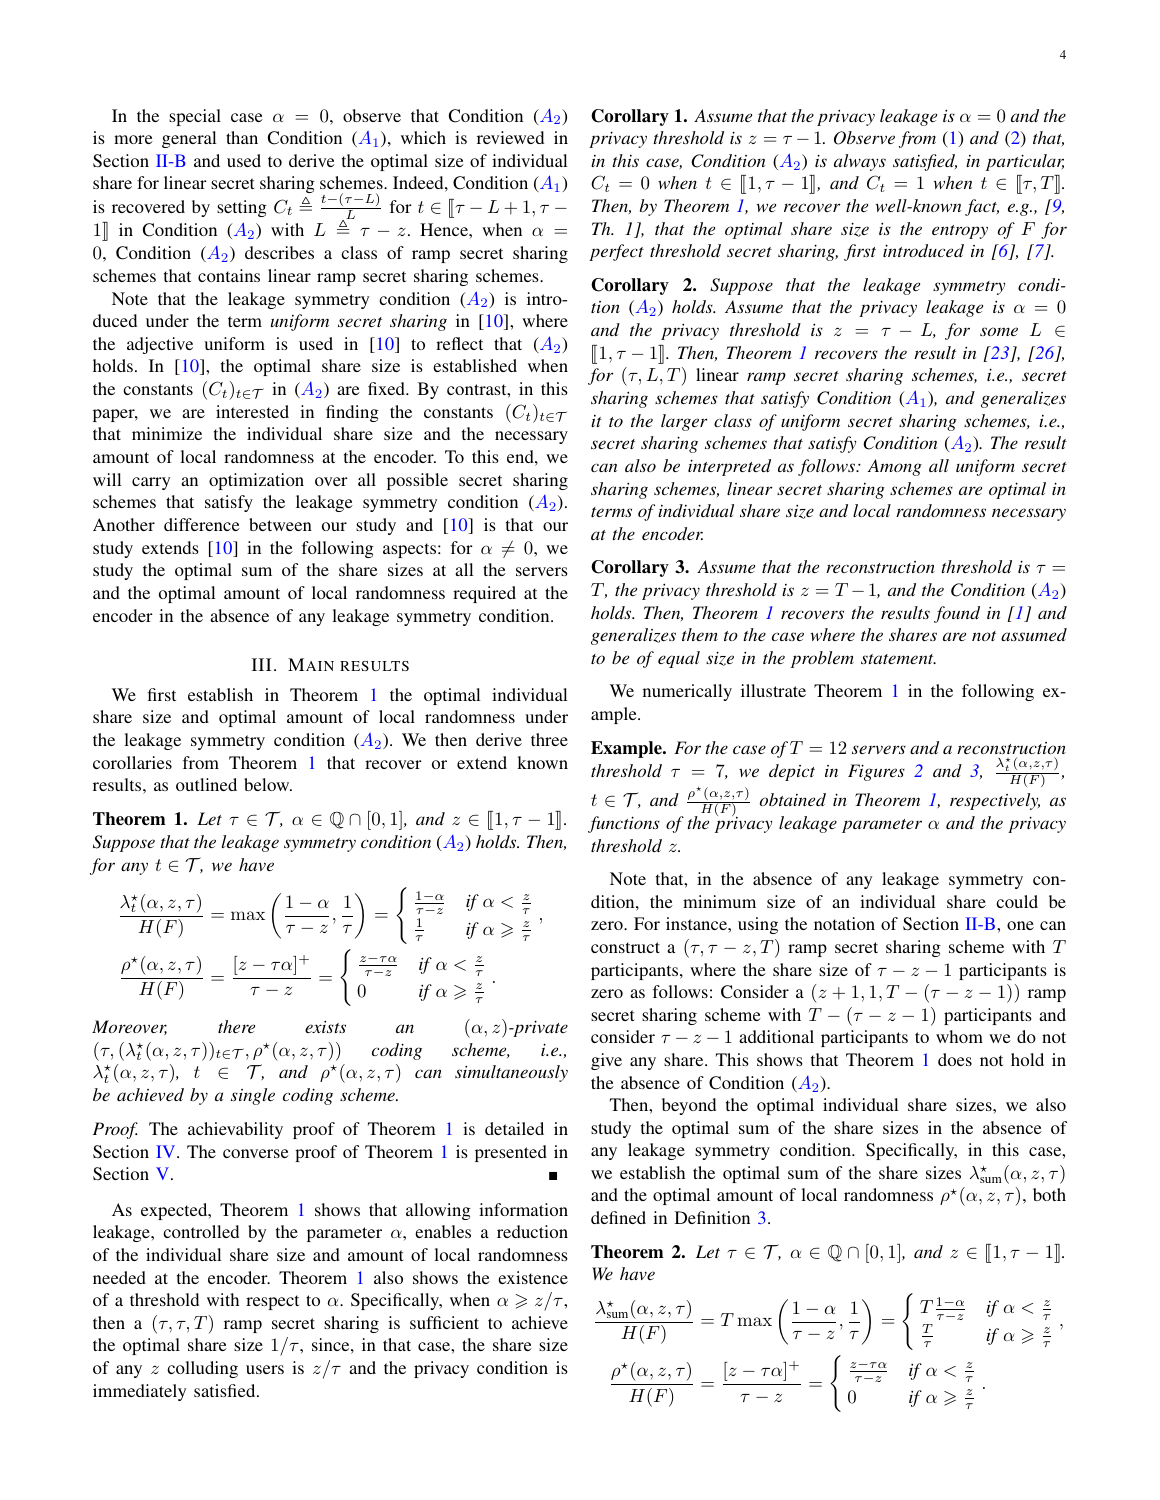 4
In the special case α = 0, observe that Condition (A₂)
is more general than Condition (A₁), which is reviewed in
Section II-B and used to derive the optimal size of individual
share for linear secret sharing schemes. Indeed, Condition (A₁)
is recovered by setting Cₜ ≜ (t−(τ−L))/L for t ∈ ⟦τ − L + 1, τ −
1⟧ in Condition (A₂) with L ≜ τ − z. Hence, when α =
0, Condition (A₂) describes a class of ramp secret sharing
schemes that contains linear ramp secret sharing schemes.
Note that the leakage symmetry condition (A₂) is intro-
duced under the term uniform secret sharing in [10], where
the adjective uniform is used in [10] to reflect that (A₂)
holds. In [10], the optimal share size is established when
the constants (Cₜ)ₜ∈𝒯 in (A₂) are fixed. By contrast, in this
paper, we are interested in finding the constants (Cₜ)ₜ∈𝒯
that minimize the individual share size and the necessary
amount of local randomness at the encoder. To this end, we
will carry an optimization over all possible secret sharing
schemes that satisfy the leakage symmetry condition (A₂).
Another difference between our study and [10] is that our
study extends [10] in the following aspects: for α ≠ 0, we
study the optimal sum of the share sizes at all the servers
and the optimal amount of local randomness required at the
encoder in the absence of any leakage symmetry condition.
III. MAIN RESULTS
We first establish in Theorem 1 the optimal individual
share size and optimal amount of local randomness under
the leakage symmetry condition (A₂). We then derive three
corollaries from Theorem 1 that recover or extend known
results, as outlined below.
Theorem 1. Let τ ∈ 𝒯, α ∈ ℚ ∩ [0, 1], and z ∈ ⟦1, τ − 1⟧.
Suppose that the leakage symmetry condition (A₂) holds. Then,
for any t ∈ 𝒯, we have
λₜ⋆(α, z, τ)/H(F) = max((1 − α)/(τ − z), 1/τ) = { (1−α)/(τ−z) if α < z/τ; 1/τ if α ⩾ z/τ ,
ρ⋆(α, z, τ)/H(F) = [z − τα]⁺/(τ − z) = { (z−τα)/(τ−z) if α < z/τ; 0 if α ⩾ z/τ .
Moreover, there exists an (α, z)-private
(τ, (λₜ⋆(α, z, τ))ₜ∈𝒯, ρ⋆(α, z, τ)) coding scheme, i.e.,
λₜ⋆(α, z, τ), t ∈ 𝒯, and ρ⋆(α, z, τ) can simultaneously
be achieved by a single coding scheme.
Proof. The achievability proof of Theorem 1 is detailed in
Section IV. The converse proof of Theorem 1 is presented in
Section V. ■
As expected, Theorem 1 shows that allowing information
leakage, controlled by the parameter α, enables a reduction
of the individual share size and amount of local randomness
needed at the encoder. Theorem 1 also shows the existence
of a threshold with respect to α. Specifically, when α ⩾ z/τ,
then a (τ, τ, T) ramp secret sharing is sufficient to achieve
the optimal share size 1/τ, since, in that case, the share size
of any z colluding users is z/τ and the privacy condition is
immediately satisfied.
Corollary 1. Assume that the privacy leakage is α = 0 and the
privacy threshold is z = τ − 1. Observe from (1) and (2) that,
in this case, Condition (A₂) is always satisfied, in particular,
Cₜ = 0 when t ∈ ⟦1, τ − 1⟧, and Cₜ = 1 when t ∈ ⟦τ, T⟧.
Then, by Theorem 1, we recover the well-known fact, e.g., [9,
Th. 1], that the optimal share size is the entropy of F for
perfect threshold secret sharing, first introduced in [6], [7].
Corollary 2. Suppose that the leakage symmetry condi-
tion (A₂) holds. Assume that the privacy leakage is α = 0
and the privacy threshold is z = τ − L, for some L ∈
⟦1, τ − 1⟧. Then, Theorem 1 recovers the result in [23], [26],
for (τ, L, T) linear ramp secret sharing schemes, i.e., secret
sharing schemes that satisfy Condition (A₁), and generalizes
it to the larger class of uniform secret sharing schemes, i.e.,
secret sharing schemes that satisfy Condition (A₂). The result
can also be interpreted as follows: Among all uniform secret
sharing schemes, linear secret sharing schemes are optimal in
terms of individual share size and local randomness necessary
at the encoder.
Corollary 3. Assume that the reconstruction threshold is τ =
T, the privacy threshold is z = T − 1, and the Condition (A₂)
holds. Then, Theorem 1 recovers the results found in [1] and
generalizes them to the case where the shares are not assumed
to be of equal size in the problem statement.
We numerically illustrate Theorem 1 in the following ex-
ample.
Example. For the case of T = 12 servers and a reconstruction
threshold τ = 7, we depict in Figures 2 and 3, λₜ⋆(α,z,τ)/H(F),
t ∈ 𝒯, and ρ⋆(α,z,τ)/H(F) obtained in Theorem 1, respectively, as
functions of the privacy leakage parameter α and the privacy
threshold z.
Note that, in the absence of any leakage symmetry con-
dition, the minimum size of an individual share could be
zero. For instance, using the notation of Section II-B, one can
construct a (τ, τ − z, T) ramp secret sharing scheme with T
participants, where the share size of τ − z − 1 participants is
zero as follows: Consider a (z + 1, 1, T − (τ − z − 1)) ramp
secret sharing scheme with T − (τ − z − 1) participants and
consider τ − z − 1 additional participants to whom we do not
give any share. This shows that Theorem 1 does not hold in
the absence of Condition (A₂).
Then, beyond the optimal individual share sizes, we also
study the optimal sum of the share sizes in the absence of
any leakage symmetry condition. Specifically, in this case,
we establish the optimal sum of the share sizes λ⋆sum(α, z, τ)
and the optimal amount of local randomness ρ⋆(α, z, τ), both
defined in Definition 3.
Theorem 2. Let τ ∈ 𝒯, α ∈ ℚ ∩ [0, 1], and z ∈ ⟦1, τ − 1⟧.
We have
λ⋆sum(α, z, τ)/H(F) = T max((1 − α)/(τ − z), 1/τ) = { T(1−α)/(τ−z) if α < z/τ; T/τ if α ⩾ z/τ ,
ρ⋆(α, z, τ)/H(F) = [z − τα]⁺/(τ − z) = { (z−τα)/(τ−z) if α < z/τ; 0 if α ⩾ z/τ .